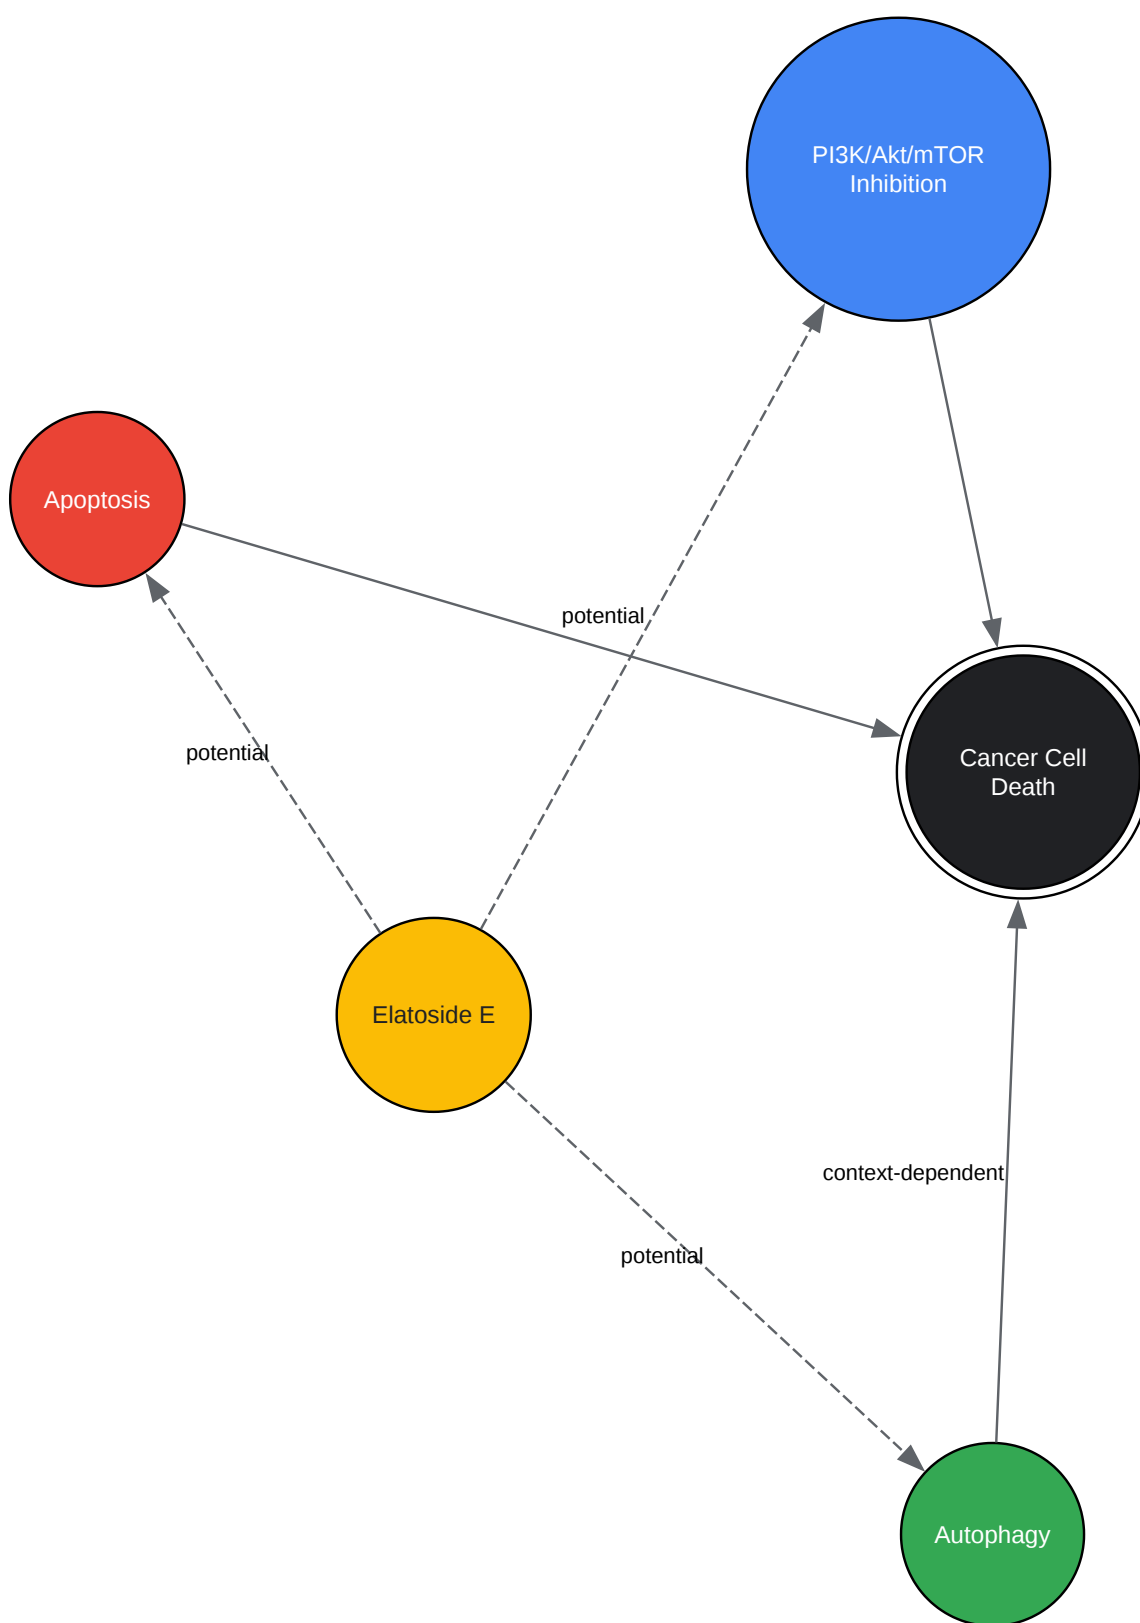 PI3K/Akt/mTOR
Inhibition
Apoptosis
potential
potential
Cancer Cell
Death
Elatoside E
context-dependent
potential
Autophagy